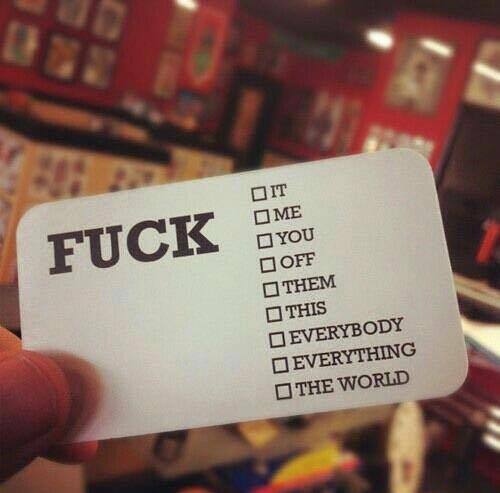 FUCK
☐ IT
☐ ME
☐ YOU
☐ OFF
☐ THEM
☐ THIS
☐ EVERYBODY
☐ EVERYTHING
☐ THE WORLD